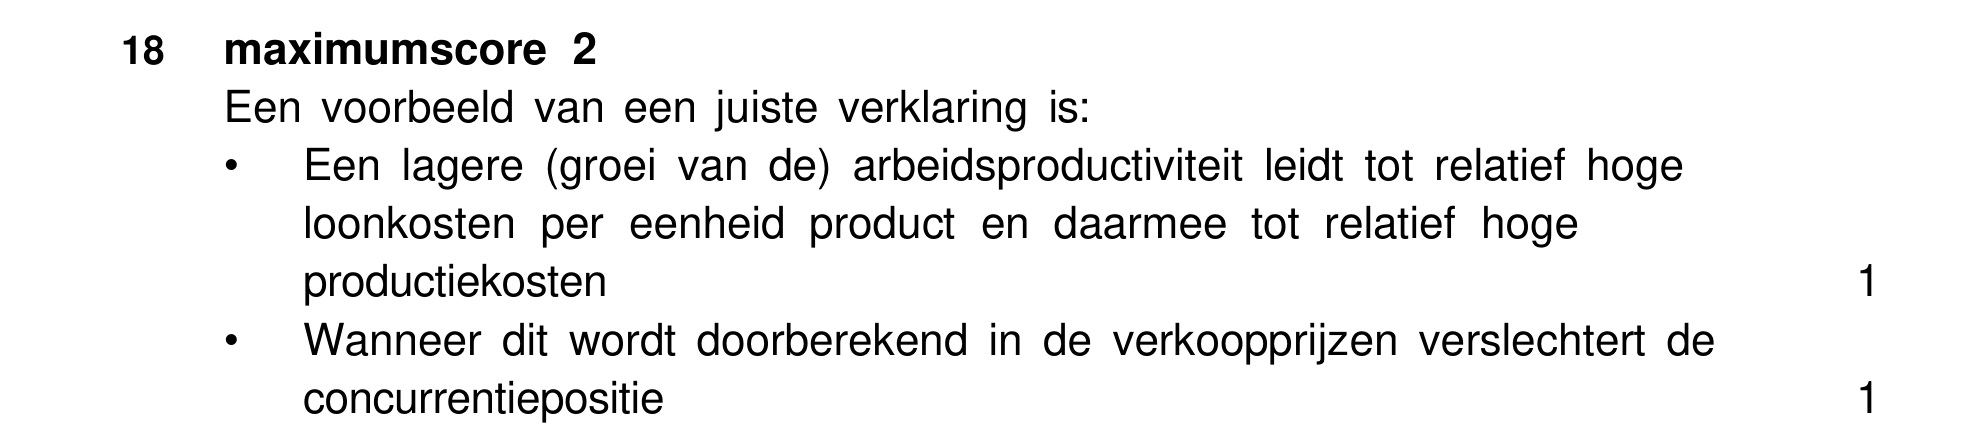 18 maximumscore 2
Een voorbeeld van een juiste verklaring is:
• Een lagere (groei van de) arbeidsproductiviteit leidt tot relatief hoge
loonkosten per eenheid product en daarmee tot relatief hoge
productiekosten 1
• Wanneer dit wordt doorberekend in de verkoopprijzen verslechtert de
concurrentiepositie 1